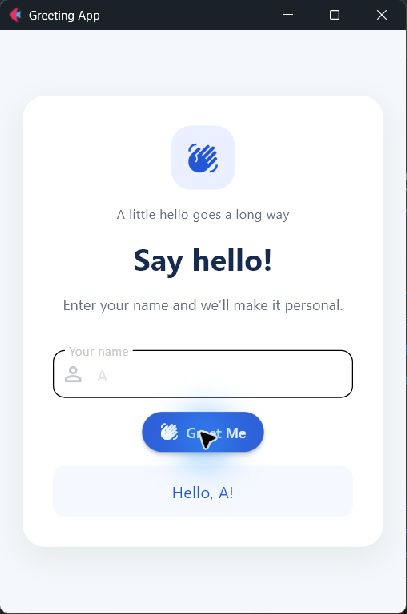 Greeting App
A little hello goes a long way
Say hello!
Enter your name and we'll make it personal.
Your name
A
Greet Me
Hello, A!